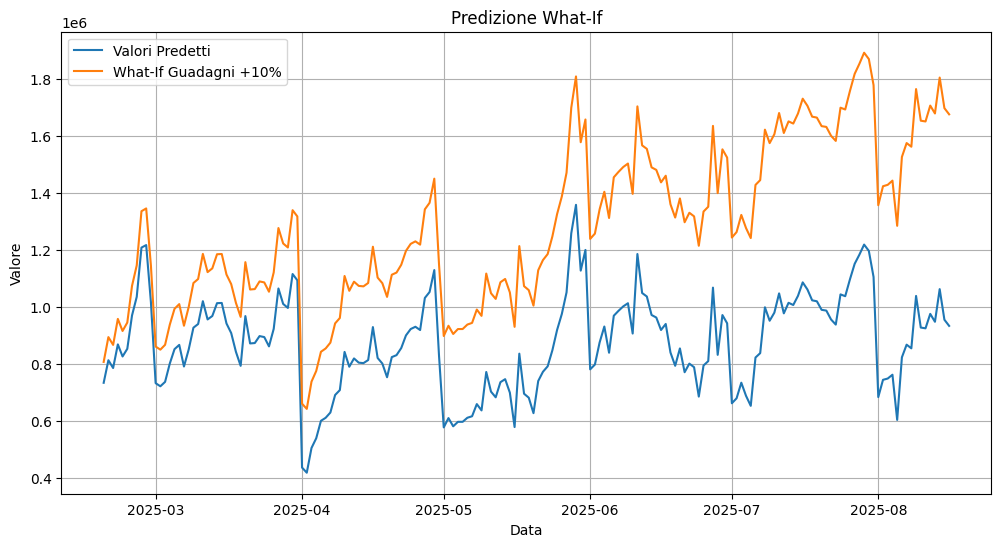 Predizione What-If
1e6
Valori Predetti
What-If Guadagni +10%
1.8
1.6
1.4
1.2
1.0
0.8
0.6
0.4
Valore
2025-03 2025-04 2025-05 2025-06 2025-07 2025-08
Data